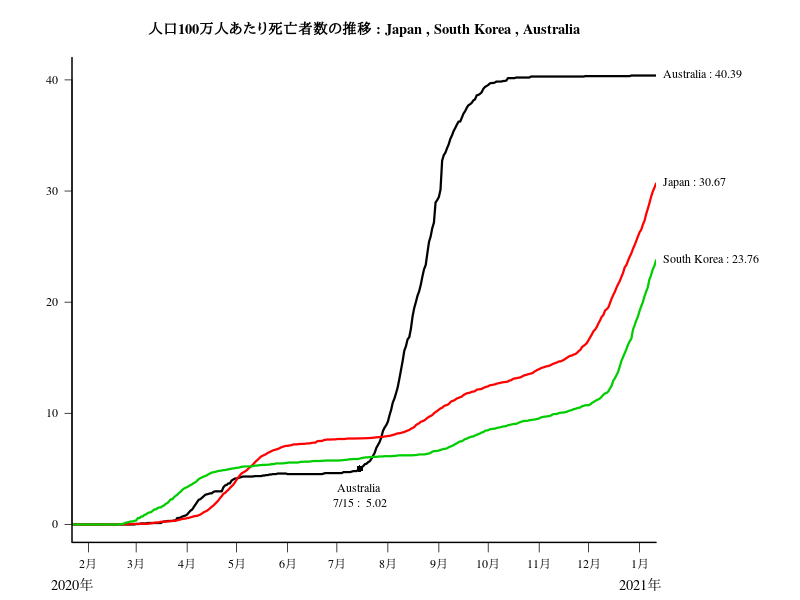 人口100万人あたり死亡者数の推移 : Japan , South Korea , Australia
40
30
20
10
0
Australia : 40.39
Japan : 30.67
South Korea : 23.76
Australia
7/15 : 5.02
2月 3月 4月 5月 6月 7月 8月 9月 10月 11月 12月 1月
2020年 2021年